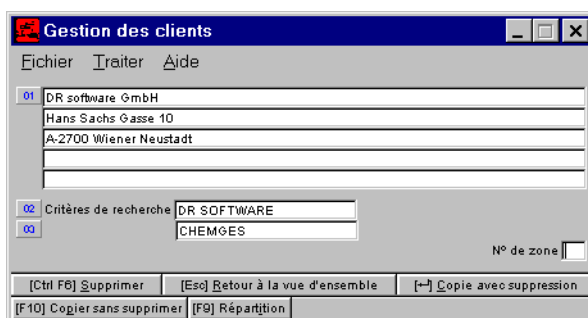 Gestion des clients
Fichier Traiter Aide
01 DR software GmbH
Hans Sachs Gasse 10
A-2700 Wiener Neustadt
02 Critères de recherche DR SOFTWARE
03 CHEMGES
Nº de zone
[Ctrl F6] Supprimer [Esc] Retour à la vue d'ensemble [↵] Copie avec suppression
[F10] Copier sans supprimer [F9] Répartition